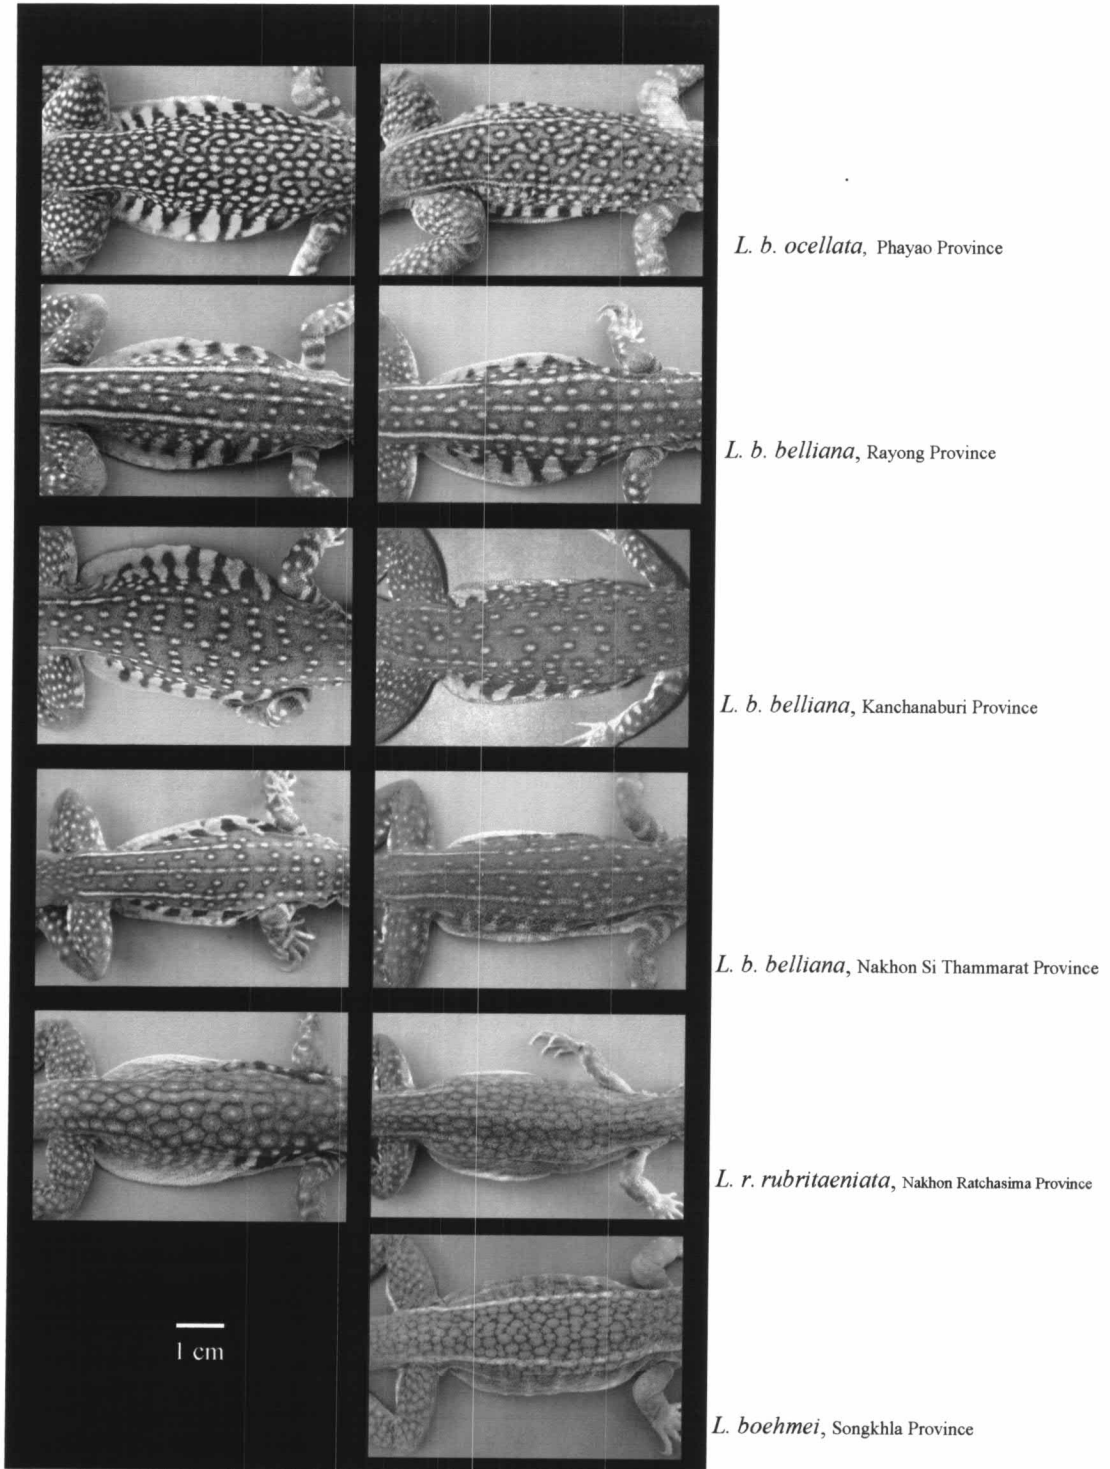 L. b. ocellata, Phayao Province
L. b. belliana, Rayong Province
L. b. belliana, Kanchanaburi Province
L. b. belliana, Nakhon Si Thammarat Province
L. r. rubritaeniata, Nakhon Ratchasima Province
1 cm
L. boehmei, Songkhla Province